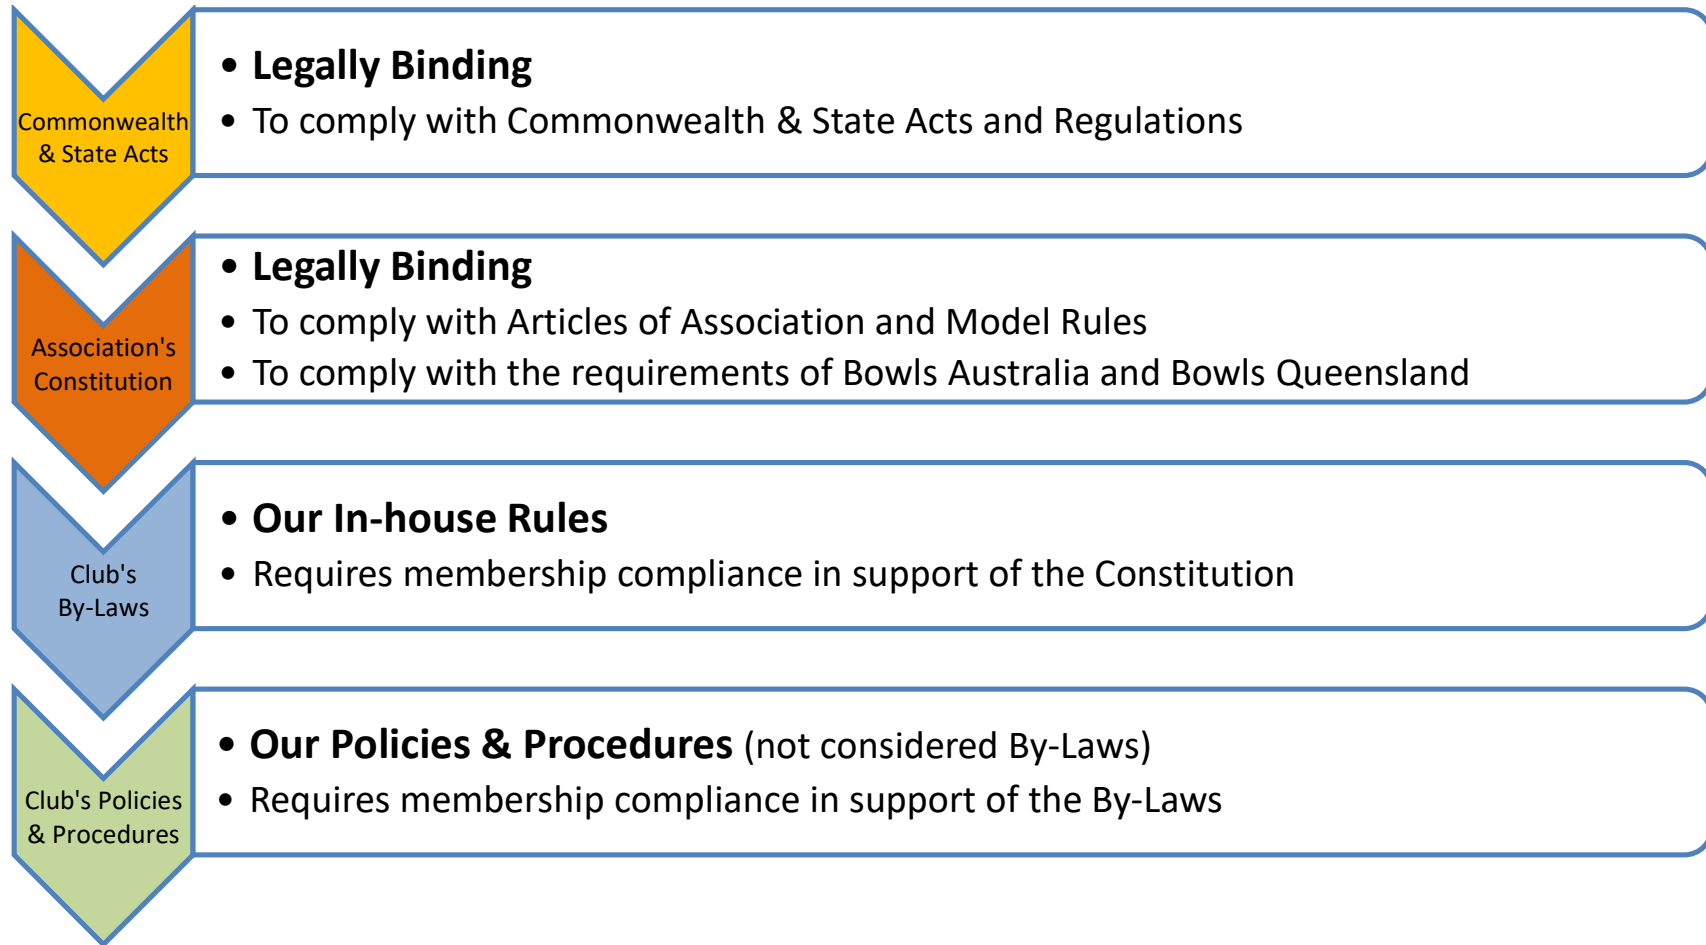 Commonwealth
& State Acts
• Legally Binding
• To comply with Commonwealth & State Acts and Regulations
Association's
Constitution
• Legally Binding
• To comply with Articles of Association and Model Rules
• To comply with the requirements of Bowls Australia and Bowls Queensland
Club's
By-Laws
• Our In-house Rules
• Requires membership compliance in support of the Constitution
Club's Policies
& Procedures
• Our Policies & Procedures (not considered By-Laws)
• Requires membership compliance in support of the By-Laws